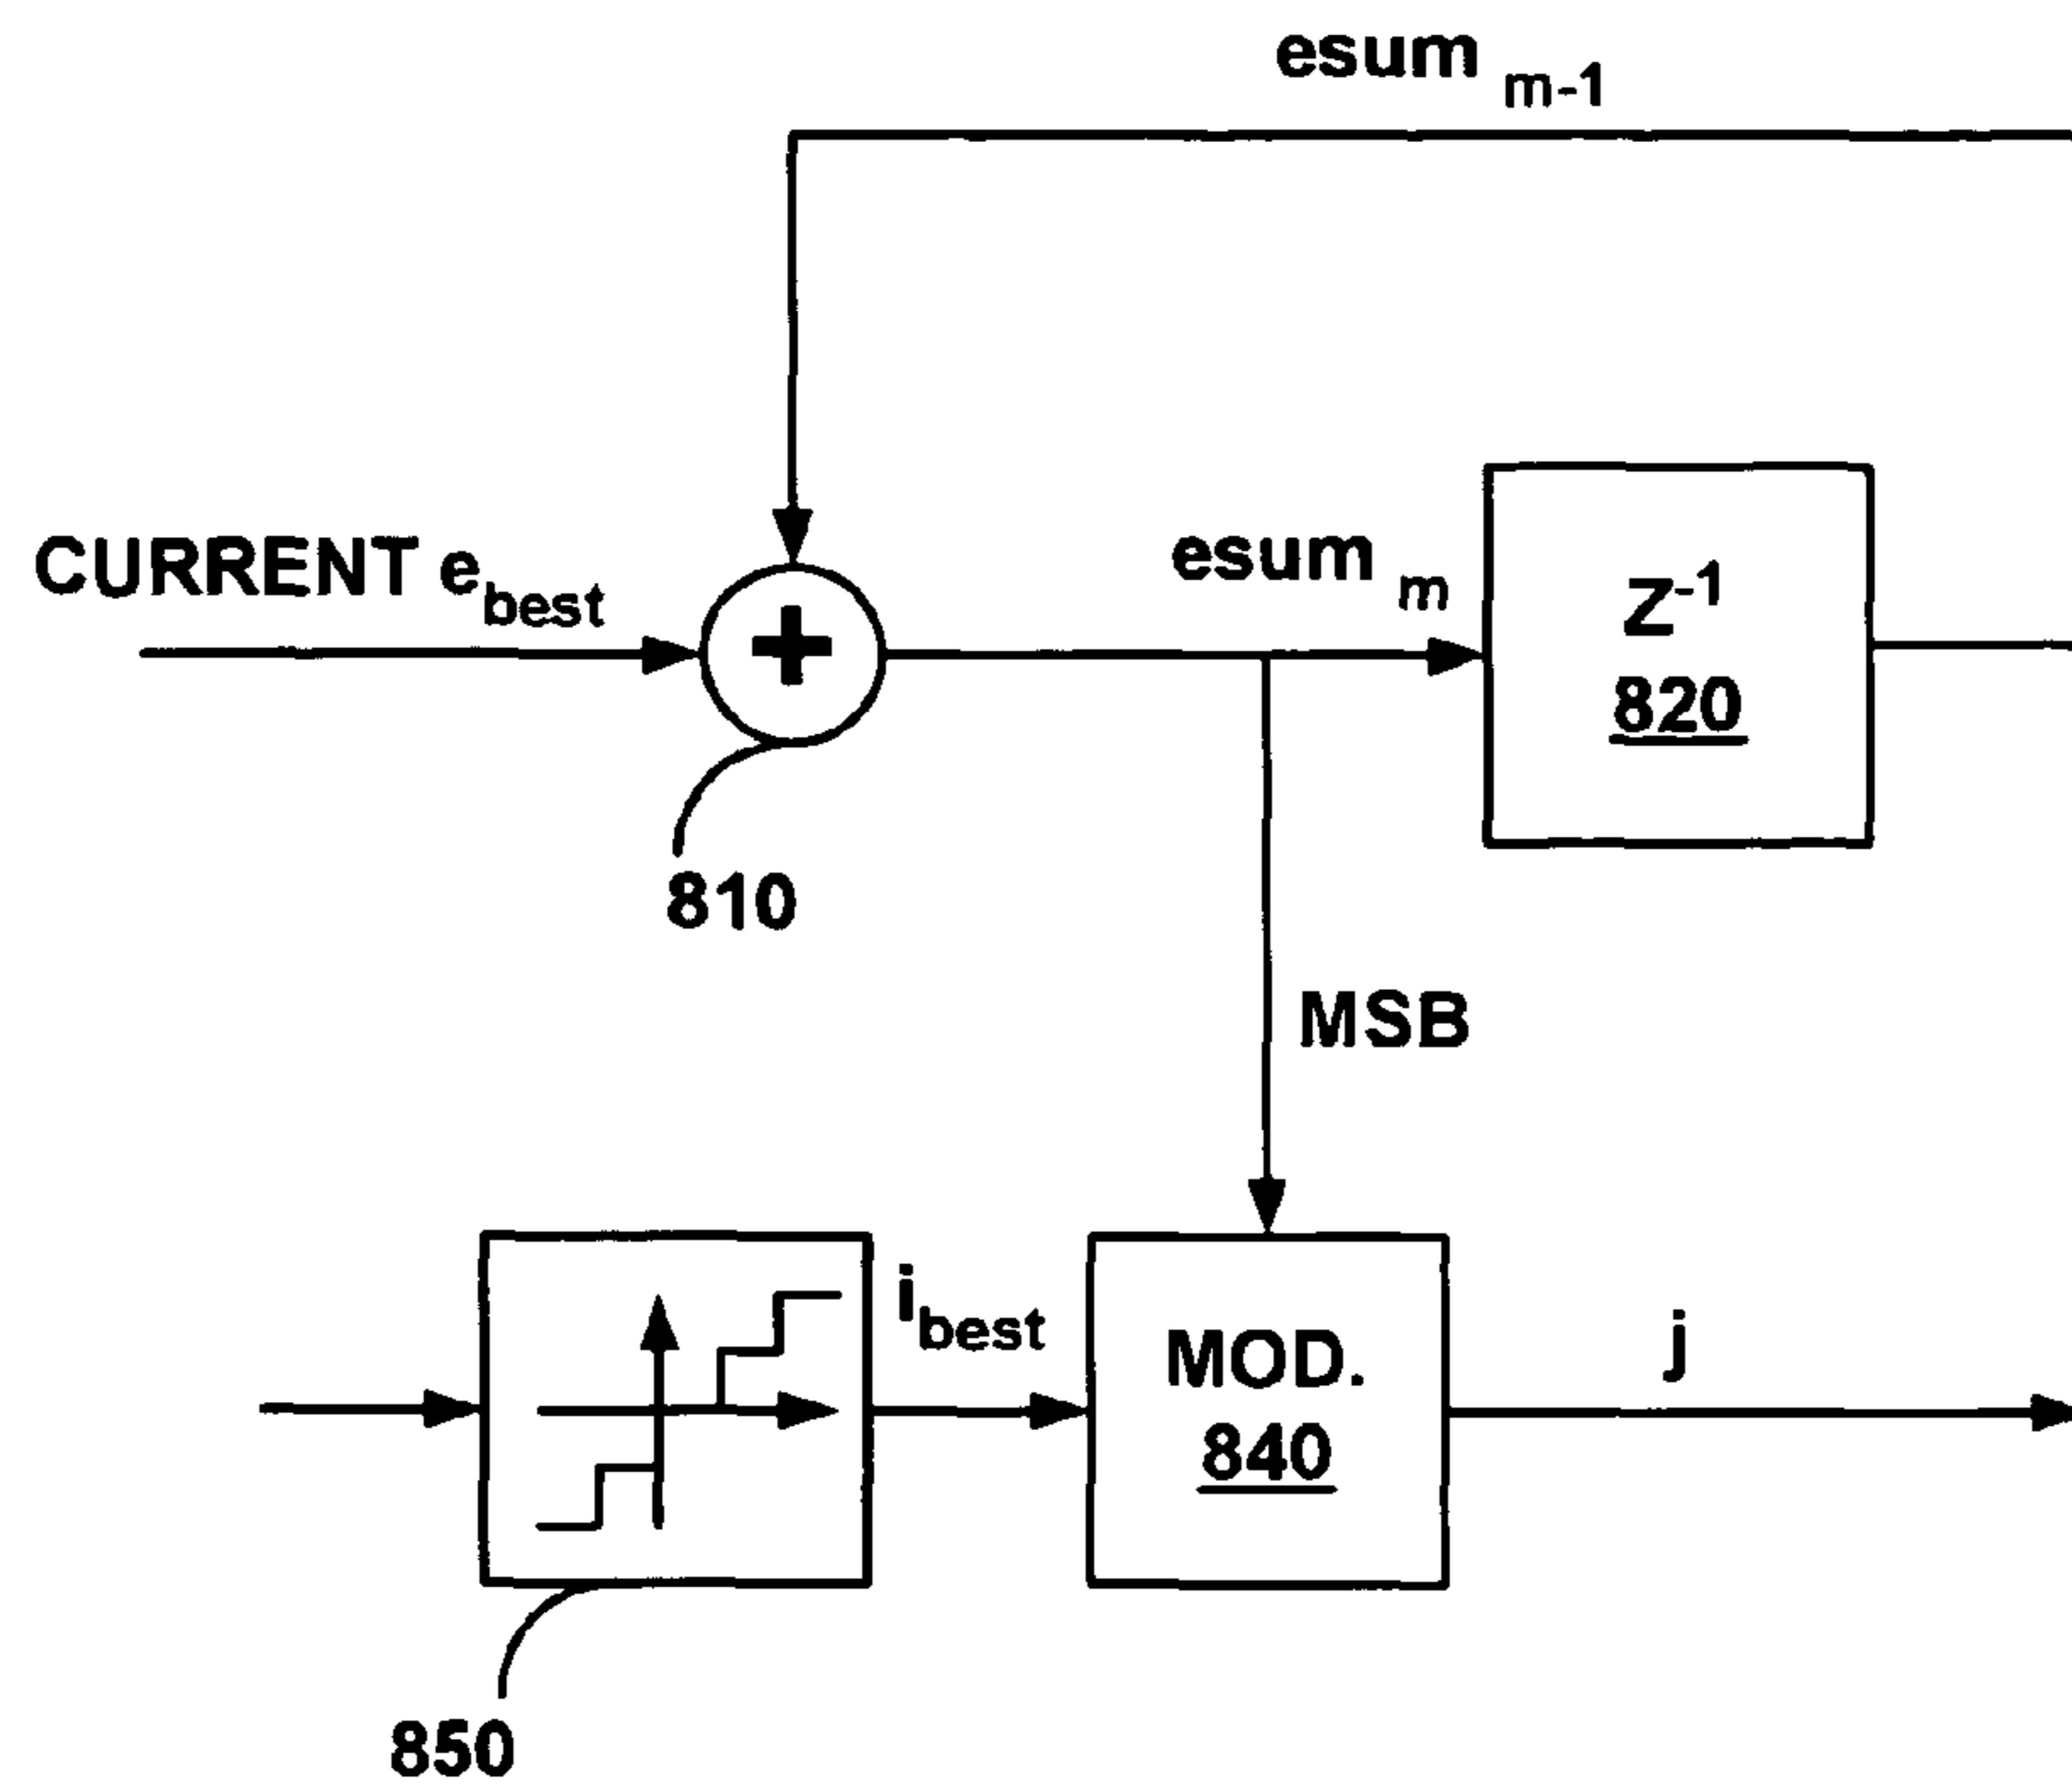 esum m-1
CURRENT e best
esum m
Z-1
820
810
MSB
i best
MOD.
840
j
850